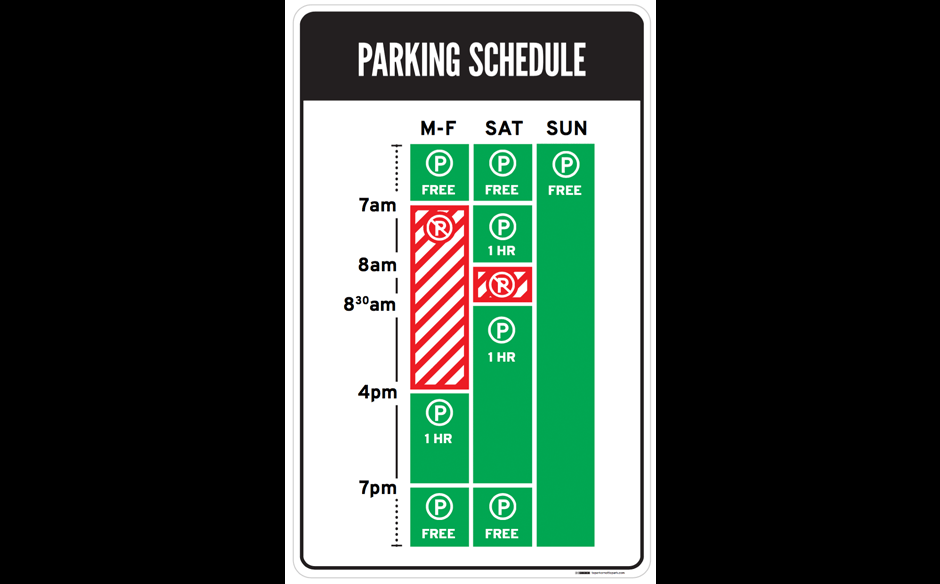 PARKING SCHEDULE
M-F SAT SUN
P P P
FREE FREE FREE
7am
P P
1 HR
8am
P
8³⁰am
P
1 HR
4pm
P
1 HR
7pm
P P
FREE FREE